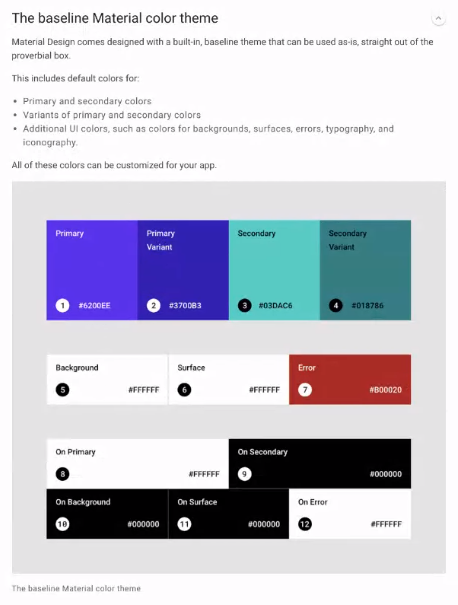 The baseline Material color theme
Material Design comes designed with a built-in, baseline theme that can be used as-is, straight out of the
proverbial box.
This includes default colors for:
• Primary and secondary colors
• Variants of primary and secondary colors
• Additional UI colors, such as colors for backgrounds, surfaces, errors, typography, and
iconography.
All of these colors can be customized for your app.
Primary
1 #6200EE
Primary
Variant
2 #3700B3
Secondary
3 #03DAC6
Secondary
Variant
4 #018786
Background
5 #FFFFFF
Surface
6 #FFFFFF
Error
7 #B00020
On Primary
8 #FFFFFF
On Secondary
9 #000000
On Background
10 #000000
On Surface
11 #000000
On Error
12 #FFFFFF
The baseline Material color theme